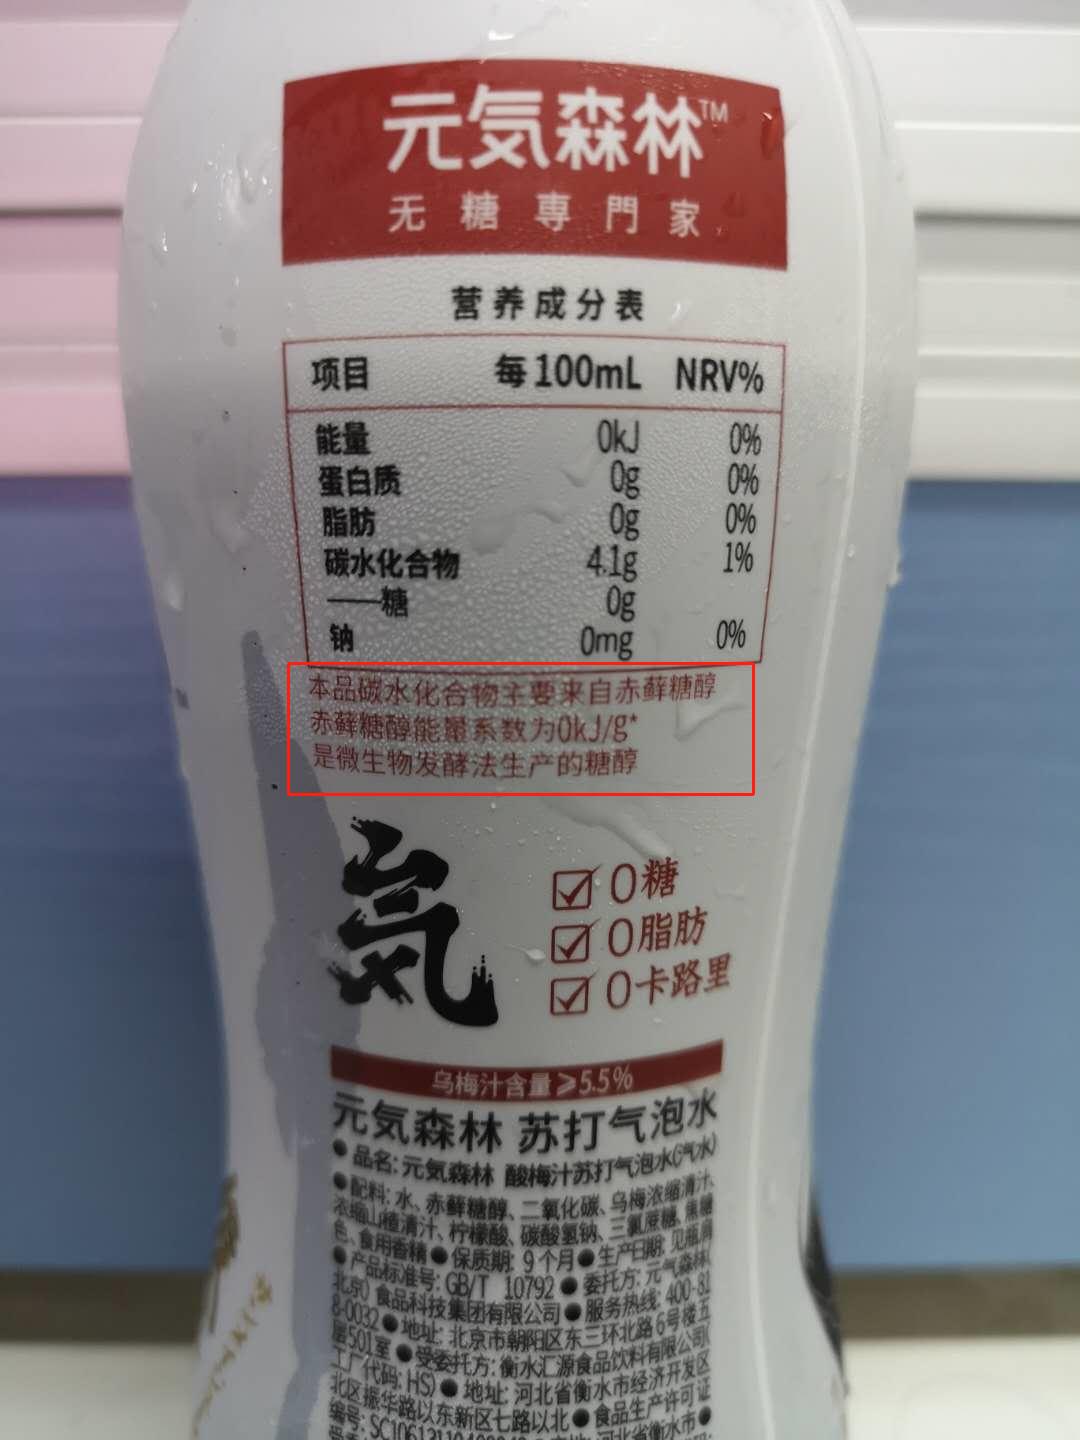 元気森林™
无糖専門家
营养成分表
项目 每100mL NRV%
能量 0kJ 0%
蛋白质 0g 0%
脂肪 0g 0%
碳水化合物 4.1g 1%
——糖 0g
钠 0mg 0%
本品碳水化合物主要来自赤藓糖醇
赤藓糖醇能量系数为0kJ/g*
是微生物发酵法生产的糖醇
気
0糖
0脂肪
0卡路里
乌梅汁含量≥5.5%
元気森林 苏打气泡水
●品名:元気森林 酸梅汁苏打气泡水(汽水)
●配料:水、赤藓糖醇、二氧化碳、乌梅浓缩清汁、
浓缩山楂清汁、柠檬酸、碳酸氢钠、三氯蔗糖、焦糖
色、食用香精●保质期:9个月●生产日期:见瓶肩
●产品标准号:GB/T 10792●委托方:元气森林(
北京)食品科技集团有限公司●服务热线:400-81
8-0032●地址:北京市朝阳区东三环北路6号楼五
层501室●受委托方:衡水汇源食品饮料有限公司(
工厂代码:HS)●地址:河北省衡水市经济开发区
北区振华路以东新区七路以北●食品生产许可证
编号: